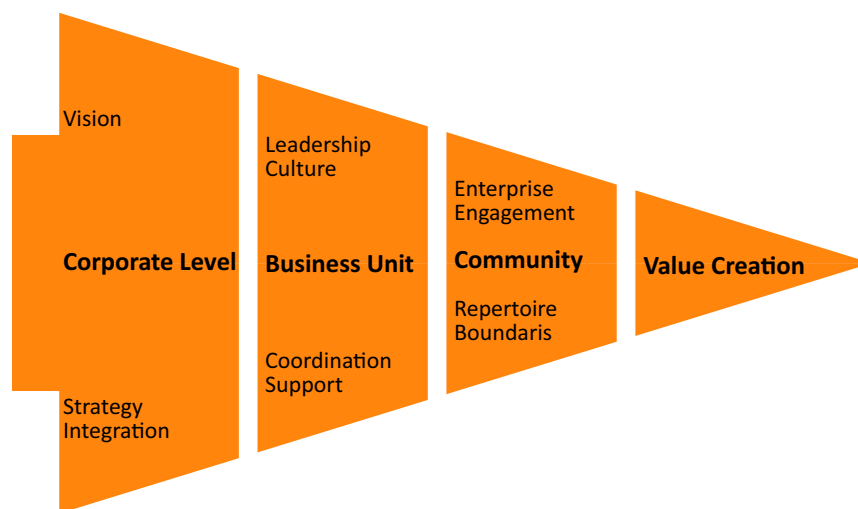 Vision
Corporate Level
Strategy
Integration
Leadership
Culture
Business Unit
Coordination
Support
Enterprise
Engagement
Community
Repertoire
Boundaris
Value Creation